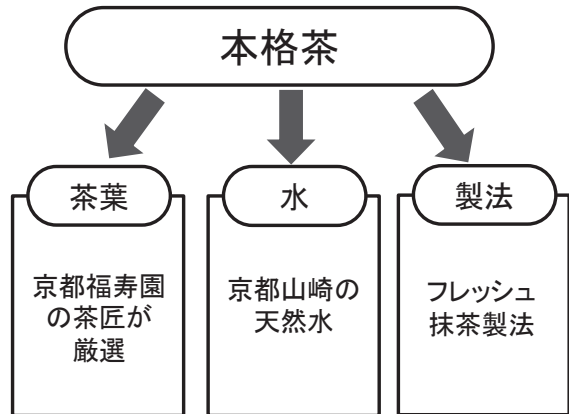 本格茶
茶葉
京都福寿園
の茶匠が
厳選
水
京都山崎の
天然水
製法
フレッシュ
抹茶製法